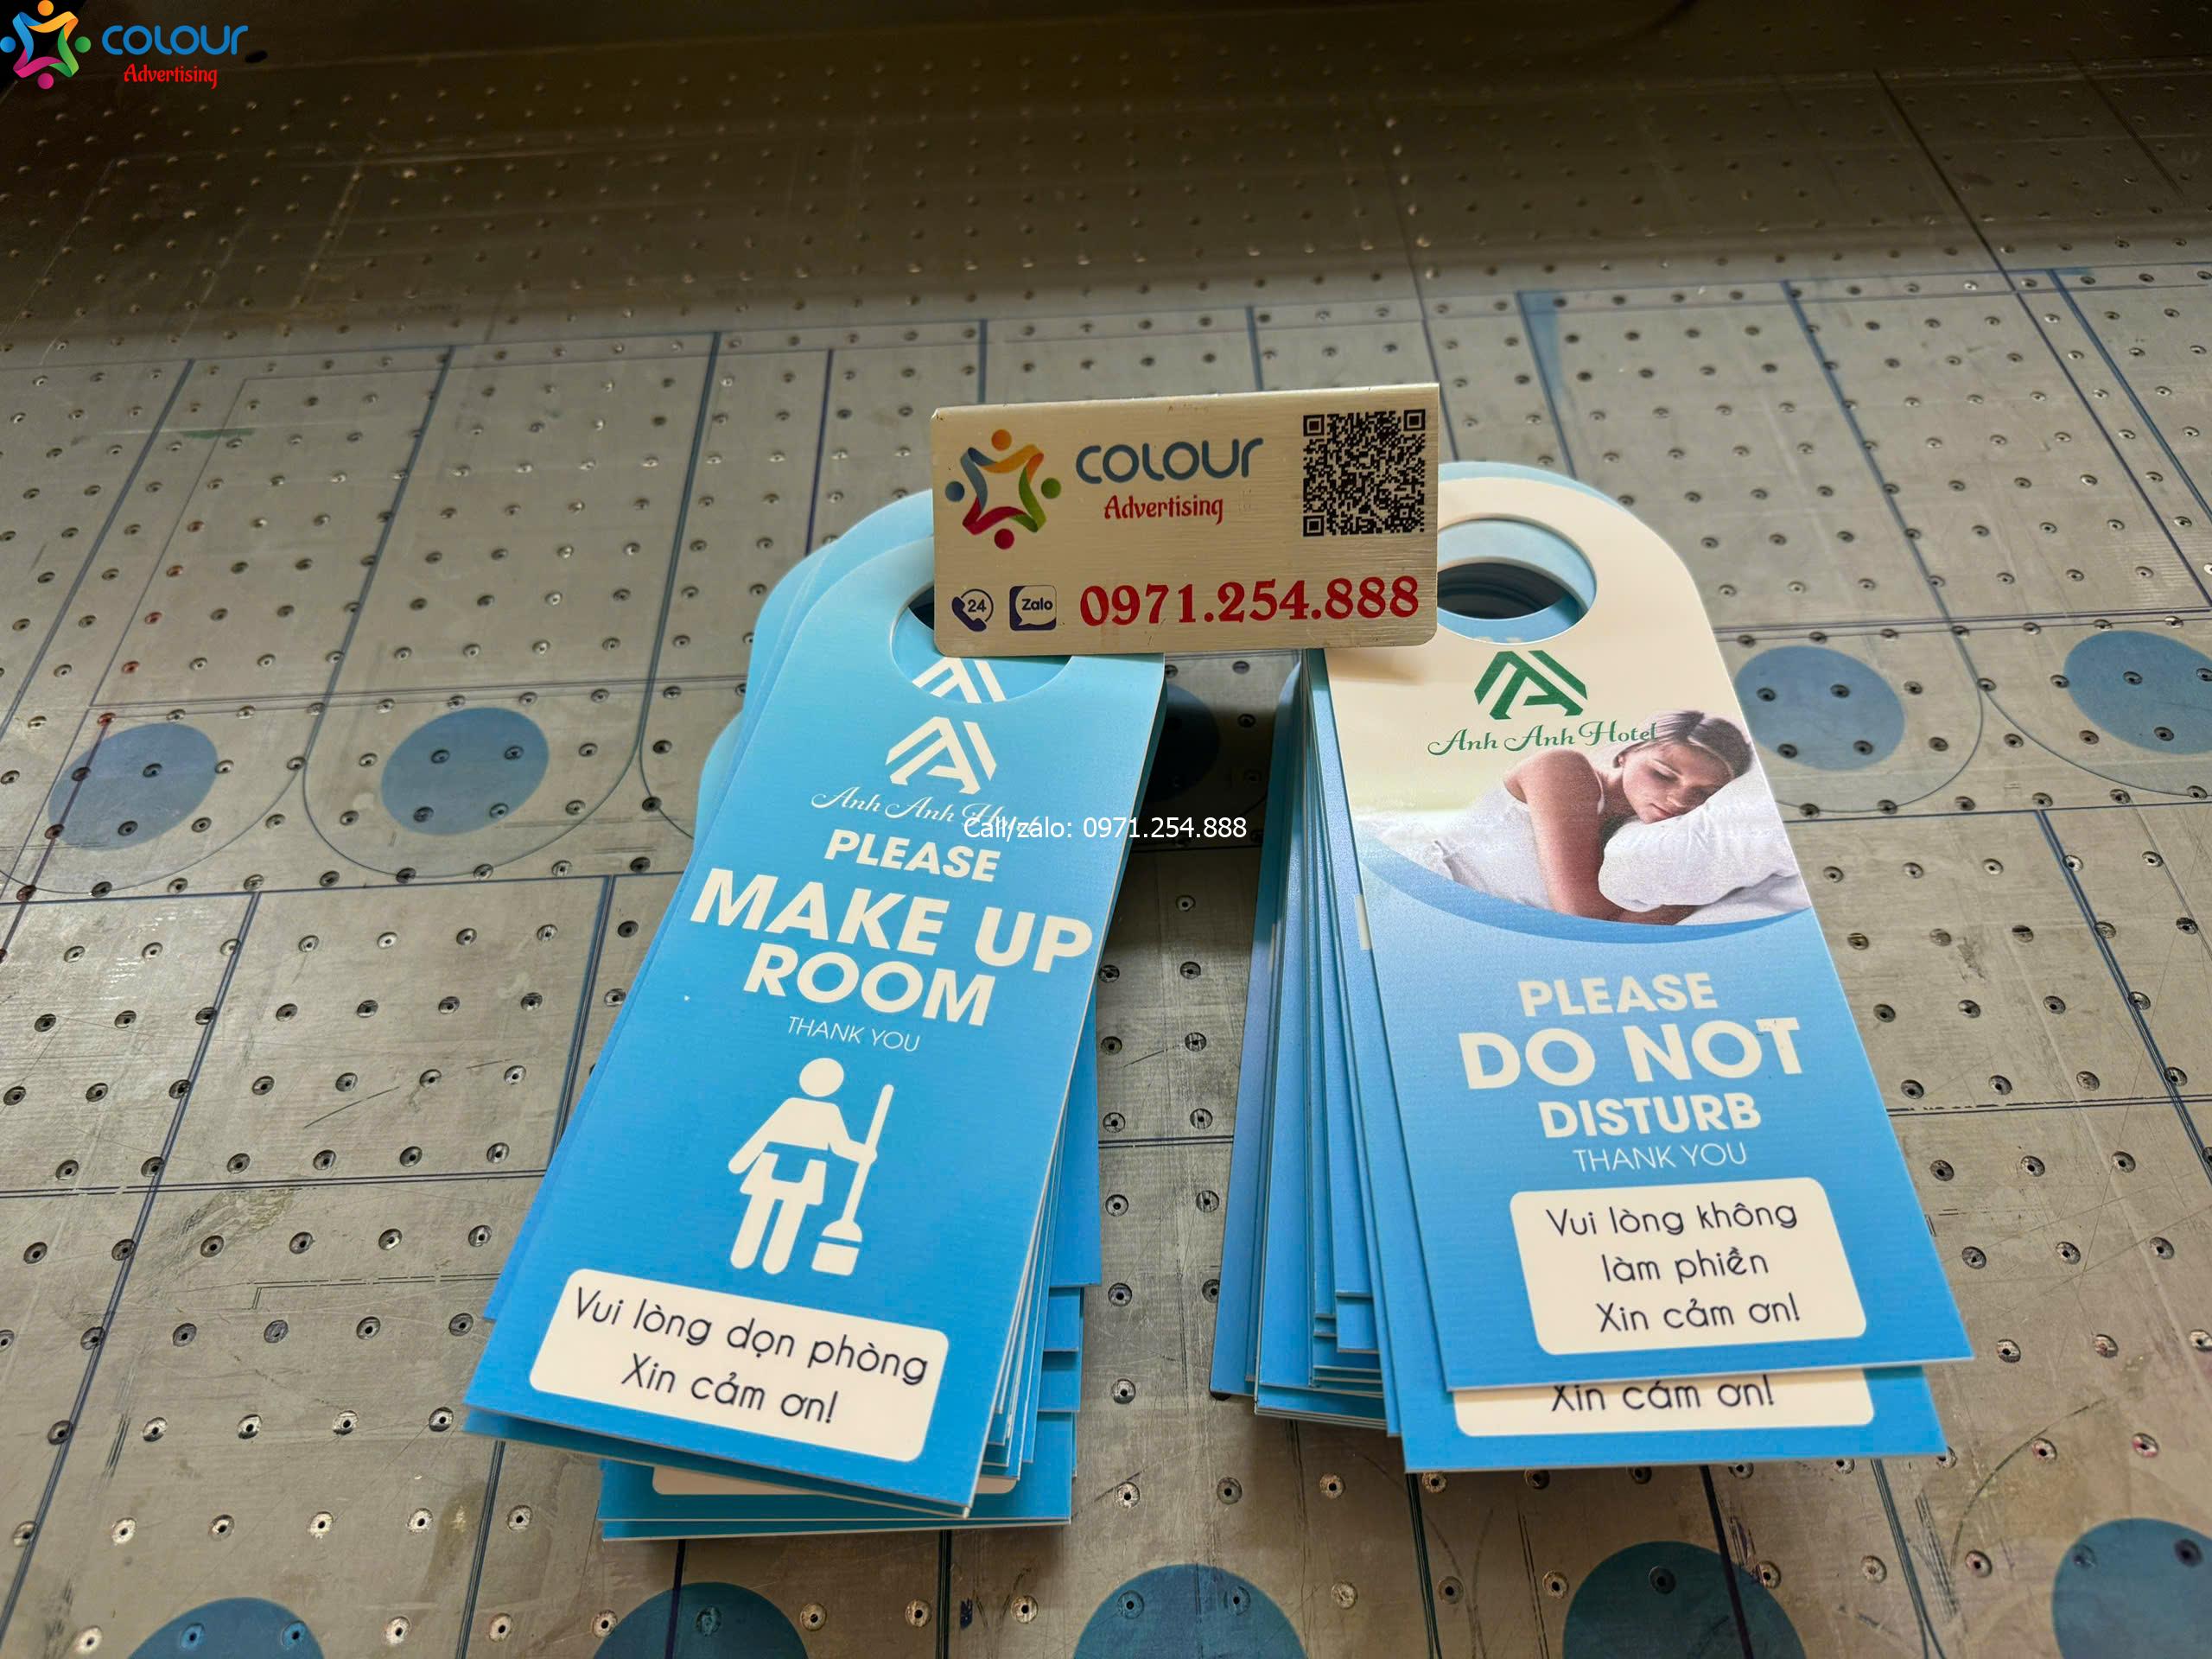 COLOUR
Advertising
COLOUR
Advertising
24
Zalo
0971.254.888
Call/zalo: 0971.254.888
Anh Anh
PLEASE
MAKE UP
ROOM
THANK YOU
Vui lòng dọn phòng
Xin cảm ơn!
Anh Anh Hotel
PLEASE
DO NOT
DISTURB
THANK YOU
Vui lòng không
làm phiền
Xin cảm ơn!
Xin cảm ơn!